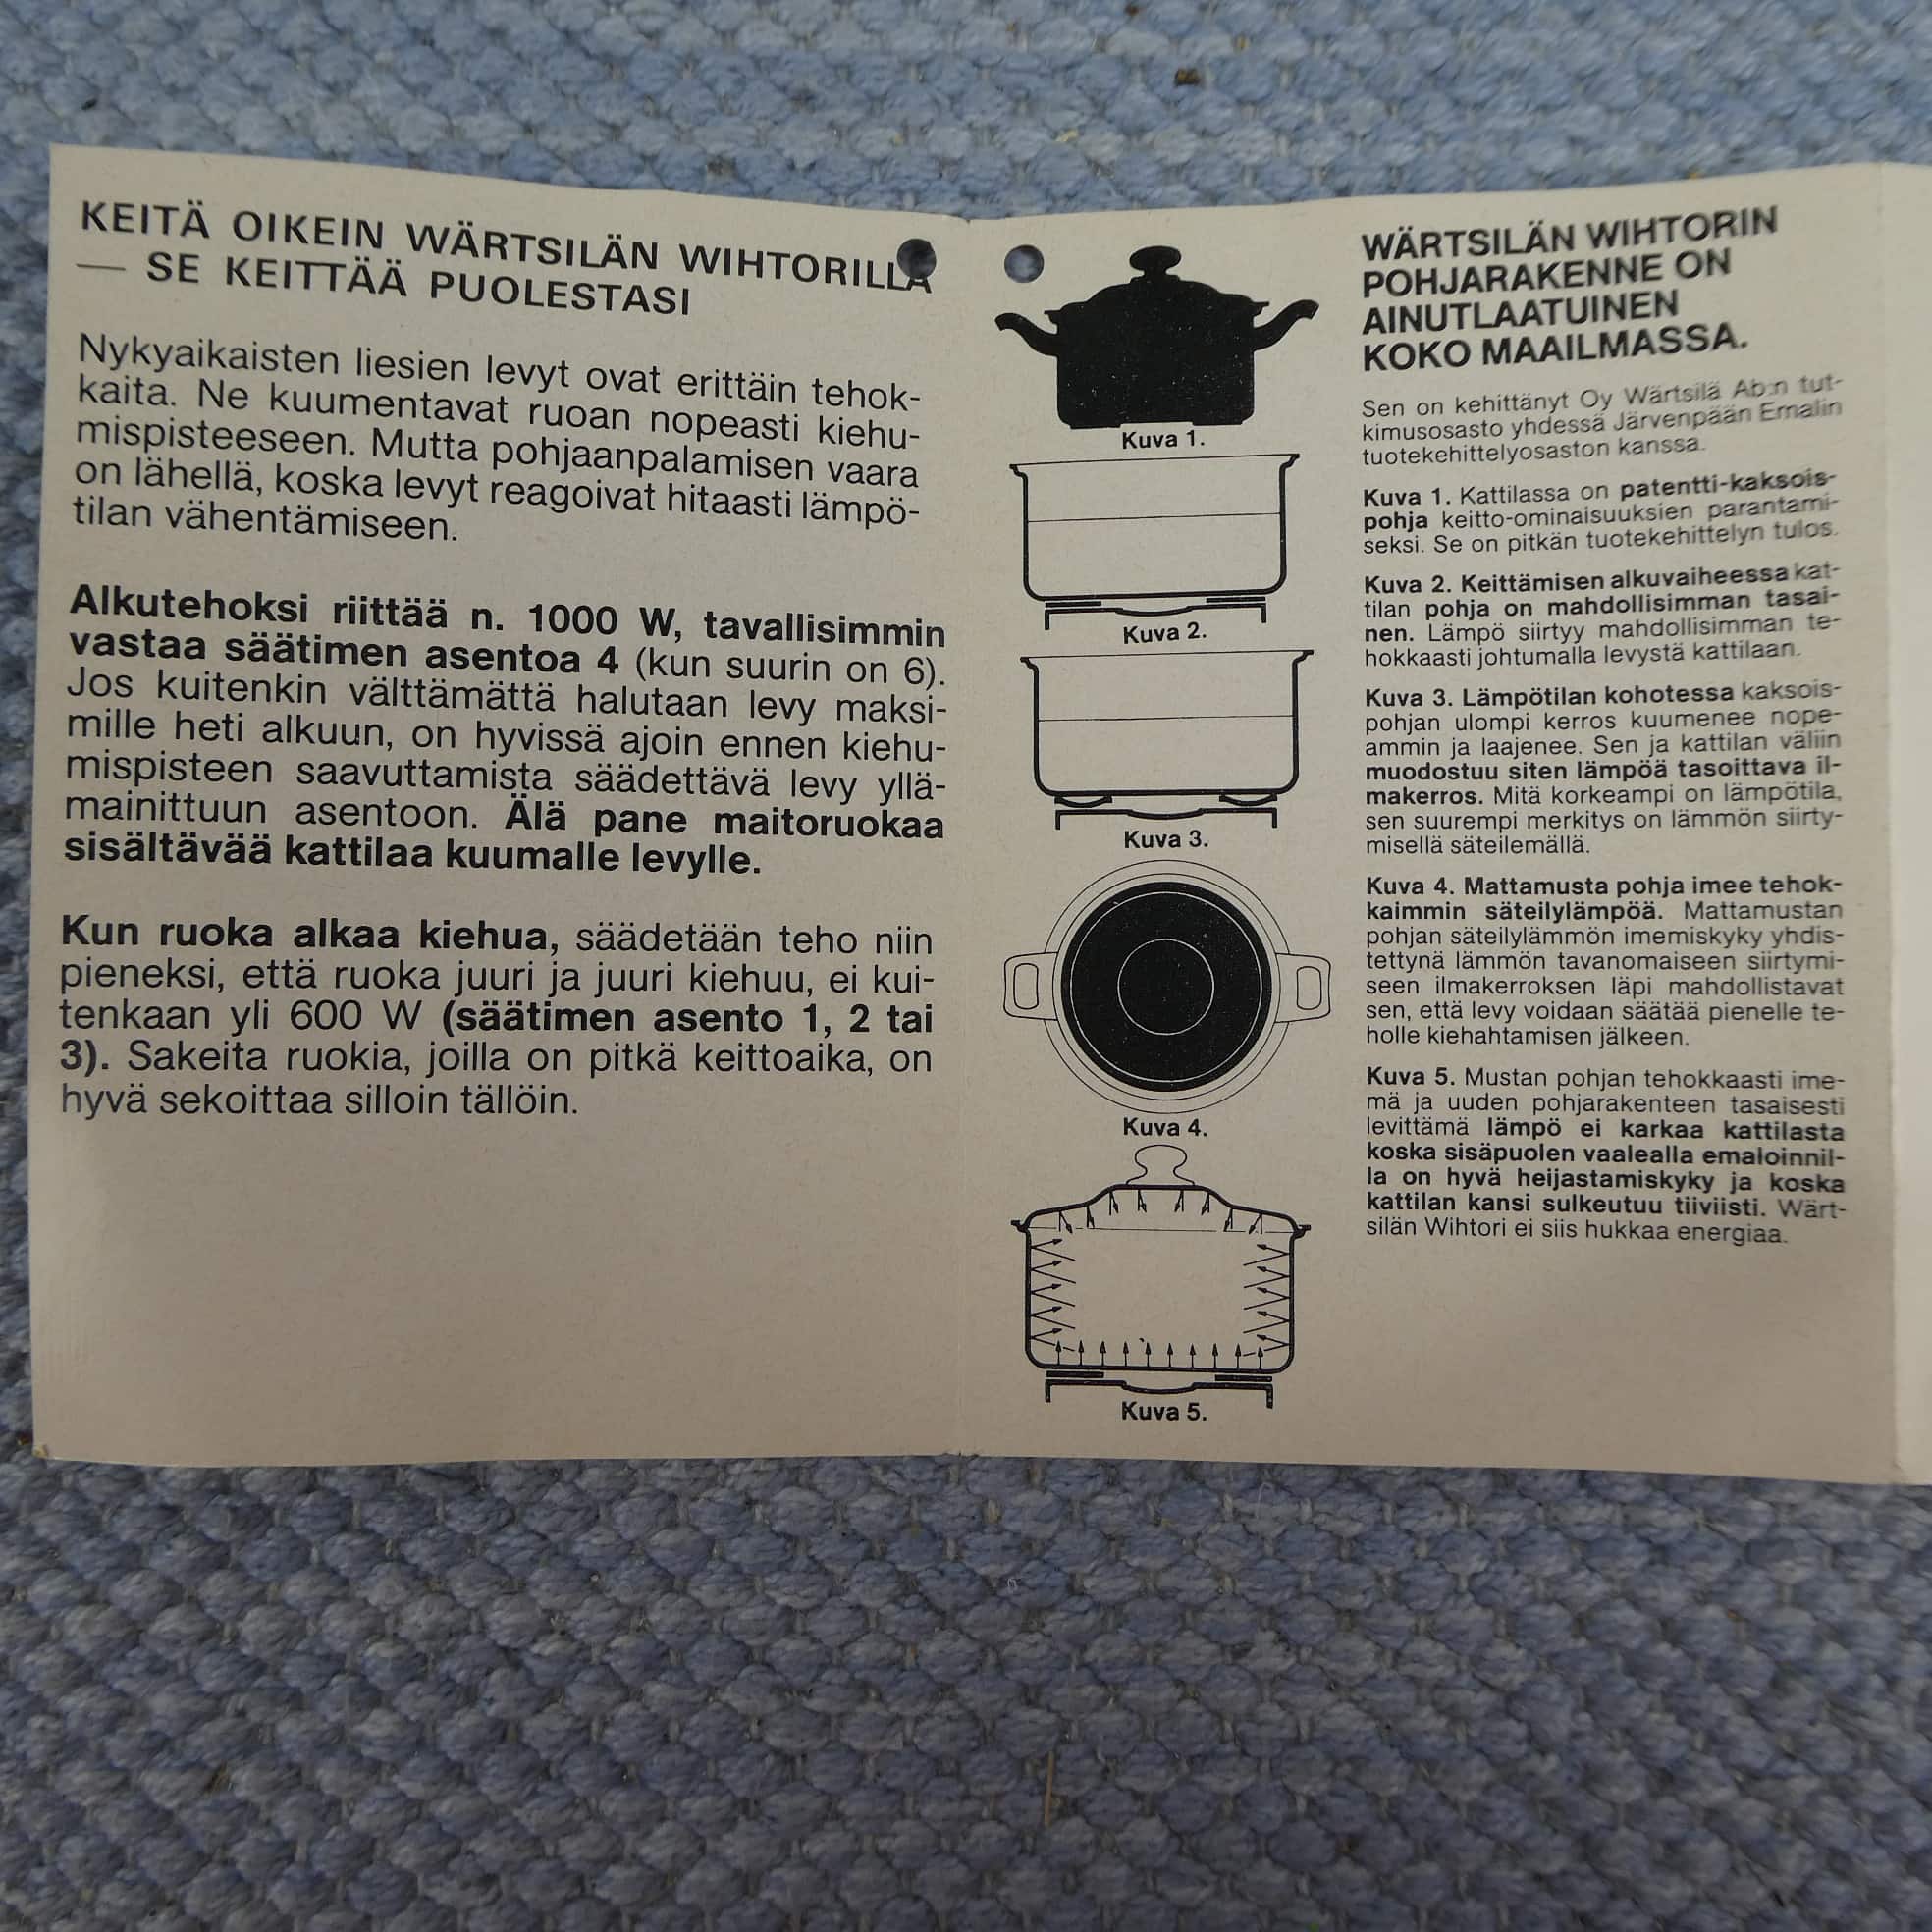 KEITÄ OIKEIN WÄRTSILÄN WIHTORILLA
— SE KEITTÄÄ PUOLESTASI
Nykyaikaisten liesien levyt ovat erittäin tehok-
kaita. Ne kuumentavat ruoan nopeasti kiehu-
mispisteeseen. Mutta pohjaanpalamisen vaara
on lähellä, koska levyt reagoivat hitaasti lämpö-
tilan vähentämiseen.
Alkutehoksi riittää n. 1000 W, tavallisimmin
vastaa säätimen asentoa 4 (kun suurin on 6).
Jos kuitenkin välttämättä halutaan levy maksi-
mille heti alkuun, on hyvissä ajoin ennen kiehu-
mispisteen saavuttamista säädettävä levy yllä-
mainittuun asentoon. Älä pane maitoruokaa
sisältävää kattilaa kuumalle levylle.
Kun ruoka alkaa kiehua, säädetään teho niin
pieneksi, että ruoka juuri ja juuri kiehuu, ei kui-
tenkaan yli 600 W (säätimen asento 1, 2 tai
3). Sakeita ruokia, joilla on pitkä keittoaika, on
hyvä sekoittaa silloin tällöin.
Kuva 1.
Kuva 2.
Kuva 3.
Kuva 4.
Kuva 5.
WÄRTSILÄN WIHTORIN
POHJARAKENNE ON
AINUTLAATUINEN
KOKO MAAILMASSA.
Sen on kehittänyt Oy Wärtsilä Ab:n tut-
kimusosasto yhdessä Järvenpään Emalin
tuotekehittelyosaston kanssa.
Kuva 1. Kattilassa on patentti-kaksois-
pohja keitto-ominaisuuksien parantami-
seksi. Se on pitkän tuotekehittelyn tulos.
Kuva 2. Keittämisen alkuvaiheessa kat-
tilan pohja on mahdollisimman tasai-
nen. Lämpö siirtyy mahdollisimman te-
hokkaasti johtumalla levystä kattilaan.
Kuva 3. Lämpötilan kohotessa kaksois-
pohjan ulompi kerros kuumenee nope-
ammin ja laajenee. Sen ja kattilan väliin
muodostuu siten lämpöä tasoittava il-
makerros. Mitä korkeampi on lämpötila,
sen suurempi merkitys on lämmön siirty-
misellä säteilemällä.
Kuva 4. Mattamusta pohja imee tehok-
kaimmin säteilylämpöä. Mattamustan
pohjan säteilylämmön imemiskyky yhdis-
tettynä lämmön tavanomaiseen siirtymi-
seen ilmakerroksen läpi mahdollistavat
sen, että levy voidaan säätää pienelle te-
holle kiehahtamisen jälkeen.
Kuva 5. Mustan pohjan tehokkaasti ime-
mä ja uuden pohjarakenteen tasaisesti
levittämä lämpö ei karkaa kattilasta
koska sisäpuolen vaalealla emaloinnil-
la on hyvä heijastamiskyky ja koska
kattilan kansi sulkeutuu tiiviisti. Wärt-
silän Wihtori ei siis hukkaa energiaa.